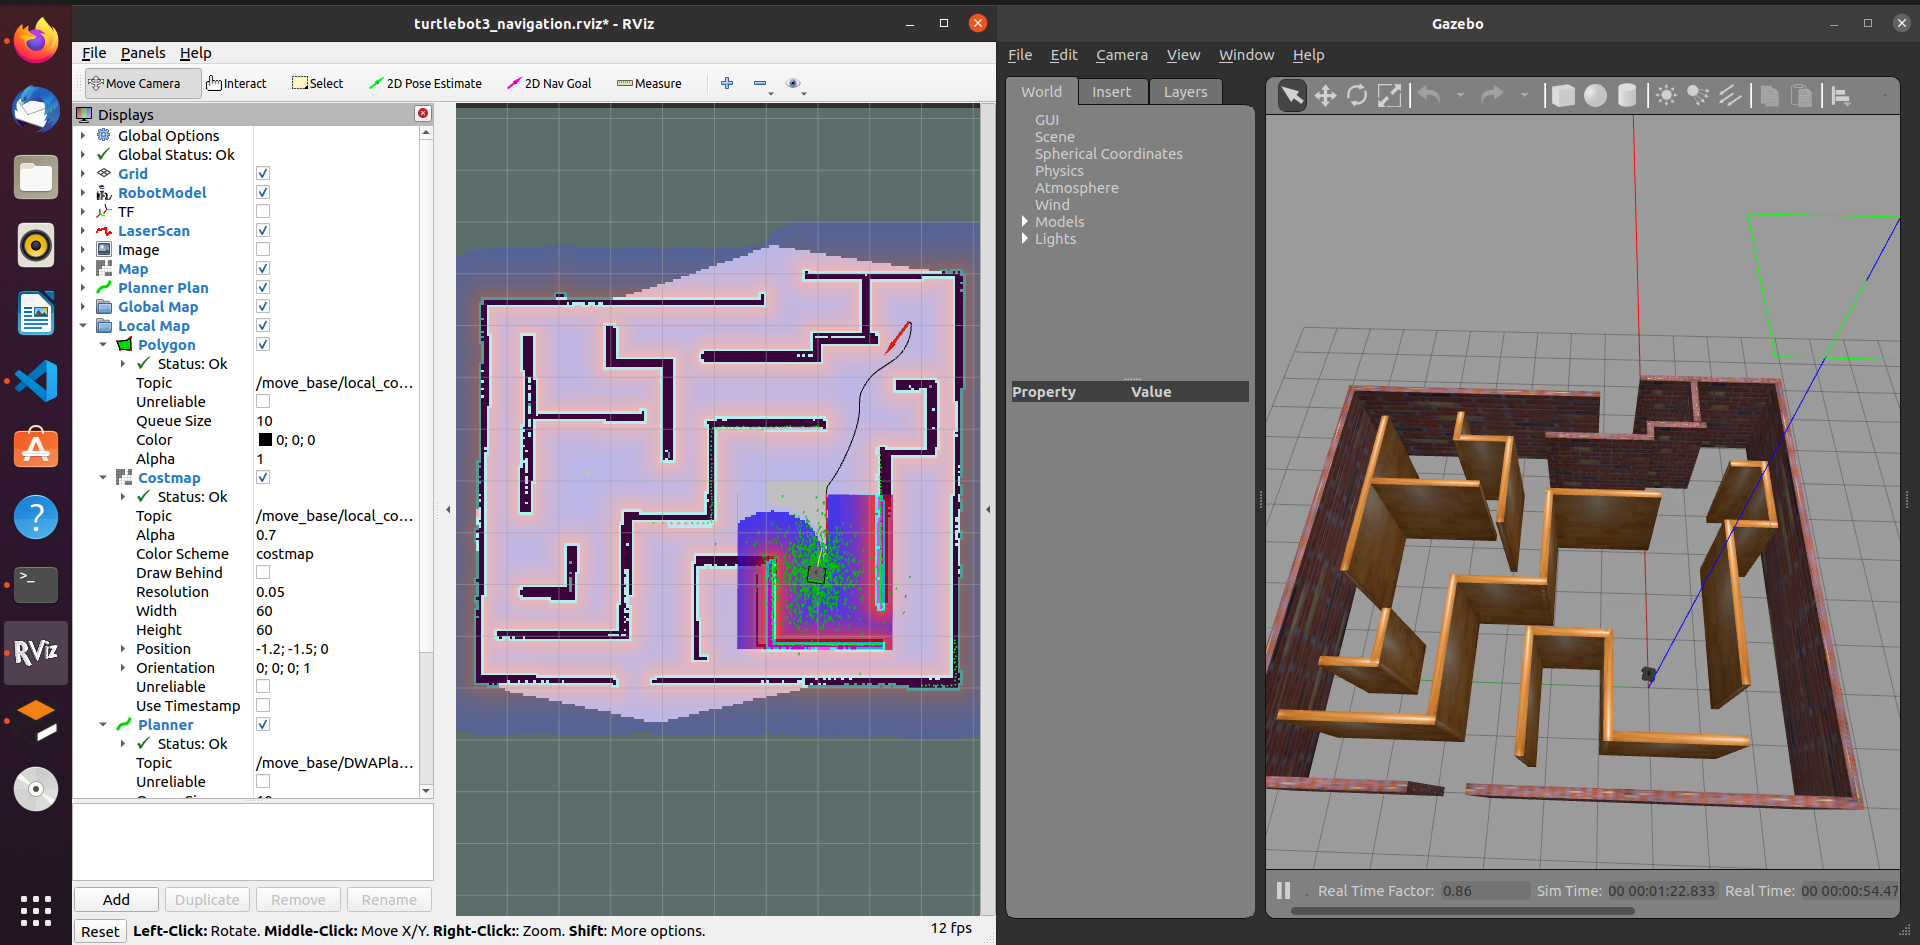 turtlebot3_navigation.rviz* - RViz
File Panels Help
Move Camera Interact Select 2D Pose Estimate 2D Nav Goal Measure
Displays
Global Options
Global Status: Ok
Grid
RobotModel
TF
LaserScan
Image
Map
Planner Plan
Global Map
Local Map
Polygon
Status: Ok
Topic /move_base/local_co...
Unreliable
Queue Size 10
Color 0; 0; 0
Alpha 1
Costmap
Status: Ok
Topic /move_base/local_co...
Alpha 0.7
Color Scheme costmap
Draw Behind
Resolution 0.05
Width 60
Height 60
Position -1.2; -1.5; 0
Orientation 0; 0; 0; 1
Unreliable
Use Timestamp
Planner
Status: Ok
Topic /move_base/DWAPla...
Unreliable
Add Duplicate Remove Rename
Reset Left-Click: Rotate. Middle-Click: Move X/Y. Right-Click:: Zoom. Shift: More options. 12 fps
RViz
Gazebo
File Edit Camera View Window Help
World Insert Layers
GUI
Scene
Spherical Coordinates
Physics
Atmosphere
Wind
Models
Lights
Property Value
Real Time Factor: 0.86 Sim Time: 00 00:01:22.833 Real Time: 00 00:00:54.47